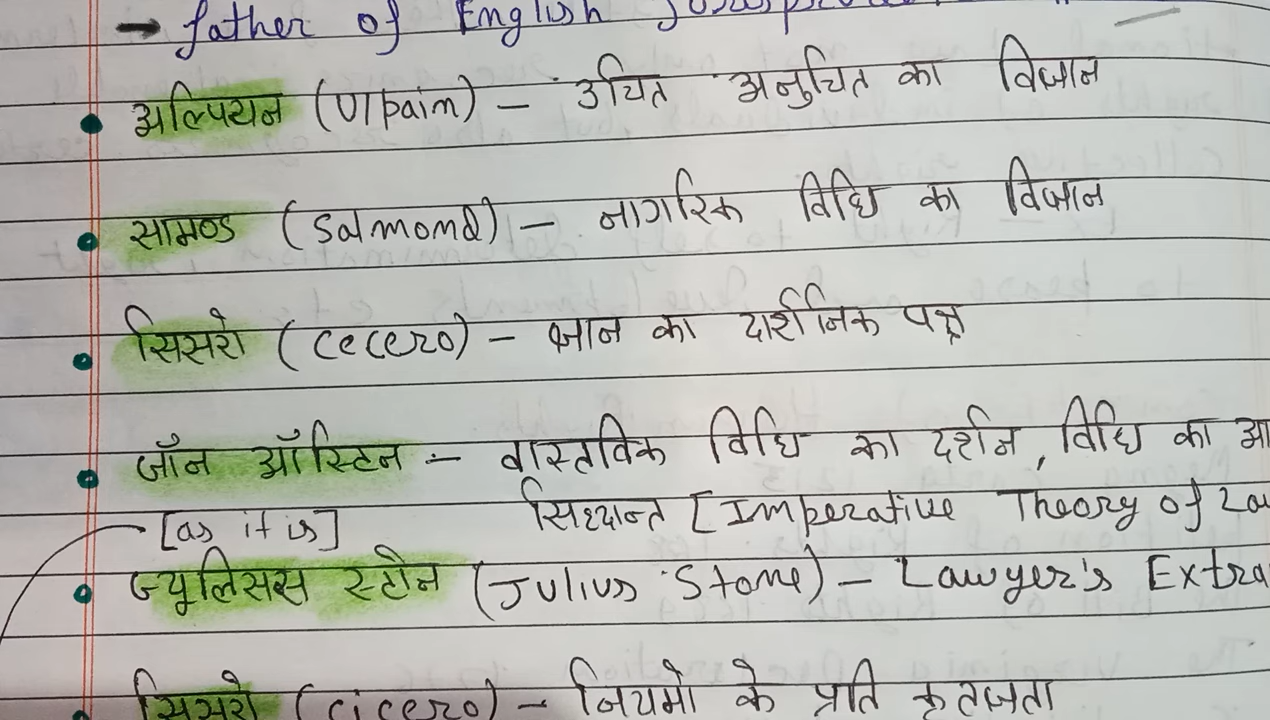 → father of English
अल्पियन (Ulpain) – उचित अनुचित का विज्ञान
सामण्ड (Salmond) – नागरिक विधि का विज्ञान
सिसरो (Cecero) – ज्ञान का दार्शनिक पक्ष
जॉन ऑस्टिन :- वास्तविक विधि का दर्शन, विधि का आ
सिध्दान्त [Imperative Theory of La
[as it is]
ज्यूलिसस स्टोन (Julius Stone) – Lawyer's Extra
सिसरो (cicero) – नियमो के प्रति कृतज्ञता